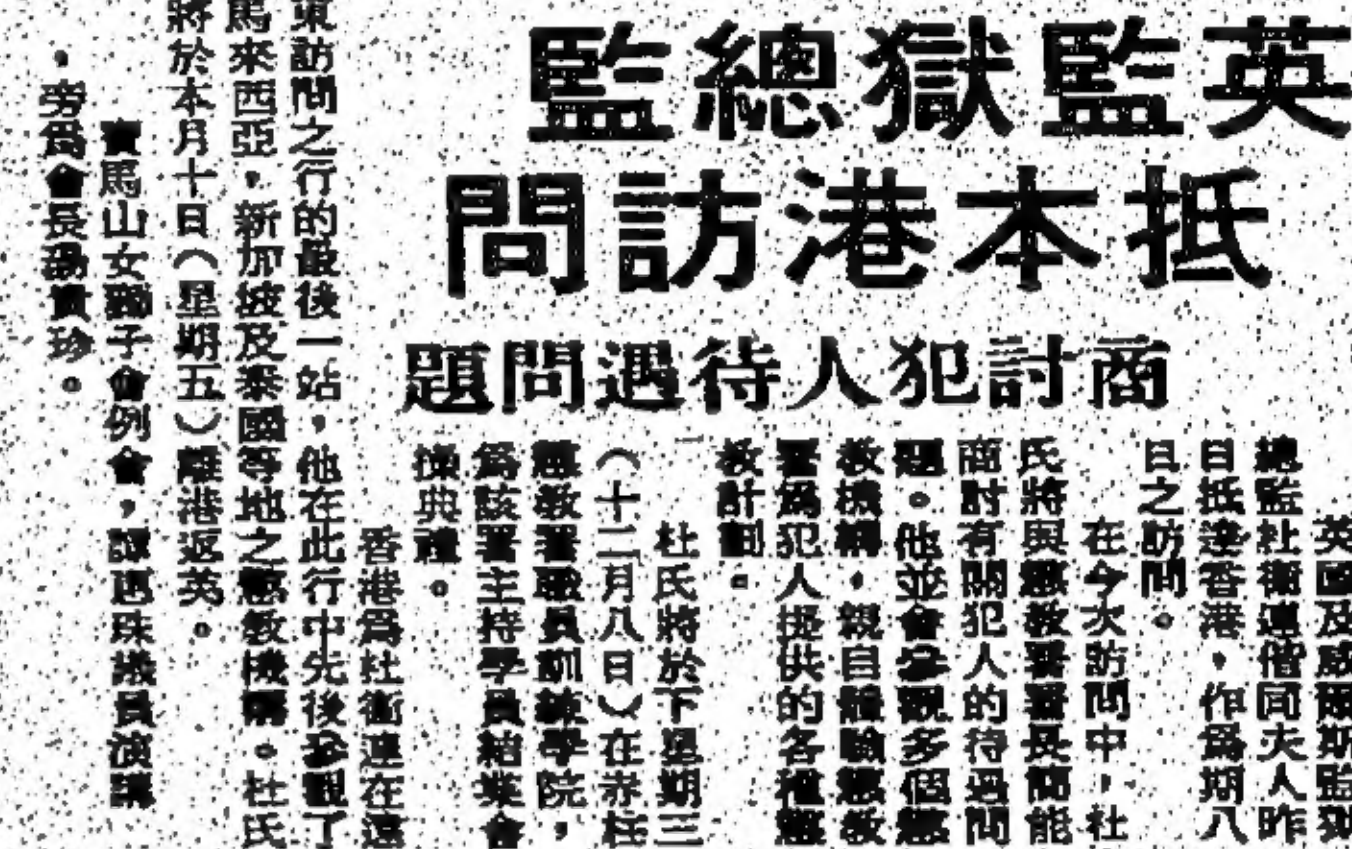 英監獄總監
抵本港訪問
商討犯人待遇問題
英國及威爾斯監獄
總監杜衛連偕同夫人昨
日抵達香港，作爲期八
日之訪問。
在今次訪問中，杜
氏將與懲教署署長簡能
商討有關犯人的待遇問
題。他並會參觀多個懲
教機構，親自體驗懲教
署爲犯人提供的各種懲
教計劃。
杜氏將於下星期三
（十二月八日）在赤柱
懲教署職員訓練學院，
爲該署主持學員結業會
操典禮。
香港爲杜衛連在遠
東訪問之行的最後一站，他在此行中先後參觀了
馬來西亞，新加坡及泰國等地之懲教機構。杜氏
將於本月十日（星期五）離港返英。
寶馬山女獅子會例會，譚惠珠議員演講
，旁爲會長 貴珍。